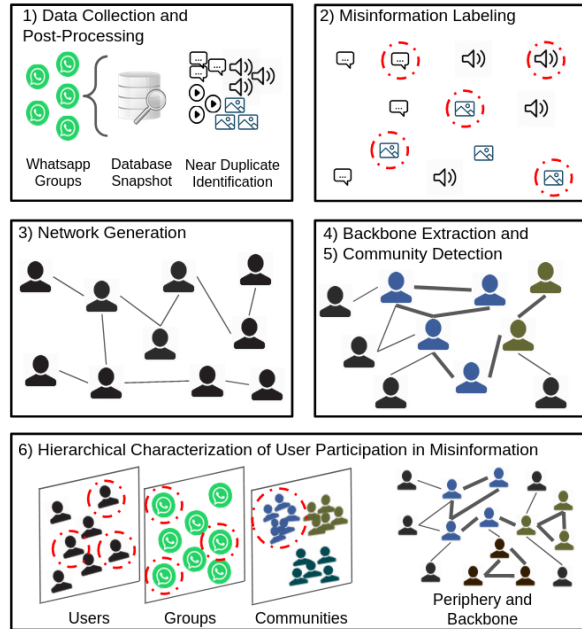 1) Data Collection and
Post-Processing
Whatsapp
Groups
Database
Snapshot
Near Duplicate
Identification
2) Misinformation Labeling
3) Network Generation
4) Backbone Extraction and
5) Community Detection
6) Hierarchical Characterization of User Participation in Misinformation
Users
Groups
Communities
Periphery and
Backbone